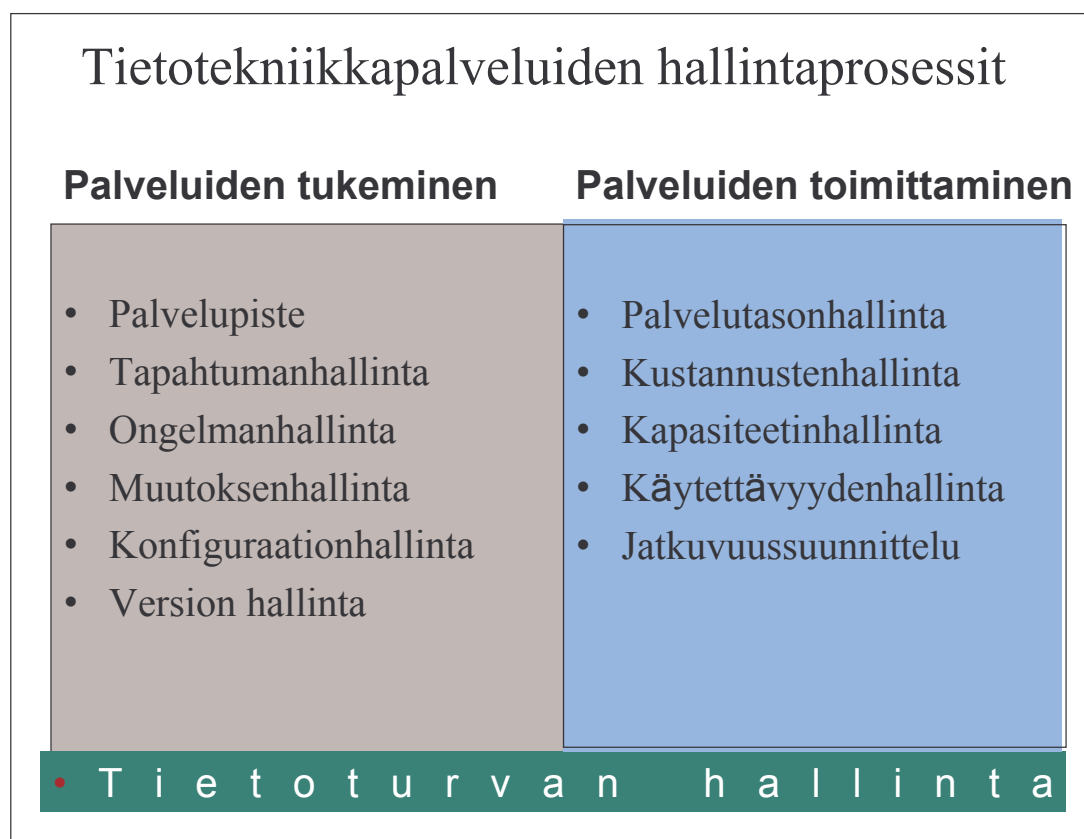 Tietotekniikkapalveluiden hallintaprosessit
Palveluiden tukeminen
• Palvelupiste
• Tapahtumanhallinta
• Ongelmanhallinta
• Muutoksenhallinta
• Konfiguraationhallinta
• Version hallinta
Palveluiden toimittaminen
• Palvelutasonhallinta
• Kustannustenhallinta
• Kapasiteetinhallinta
• Käytettävyydenhallinta
• Jatkuvuussuunnittelu
• Tietoturvan hallinta